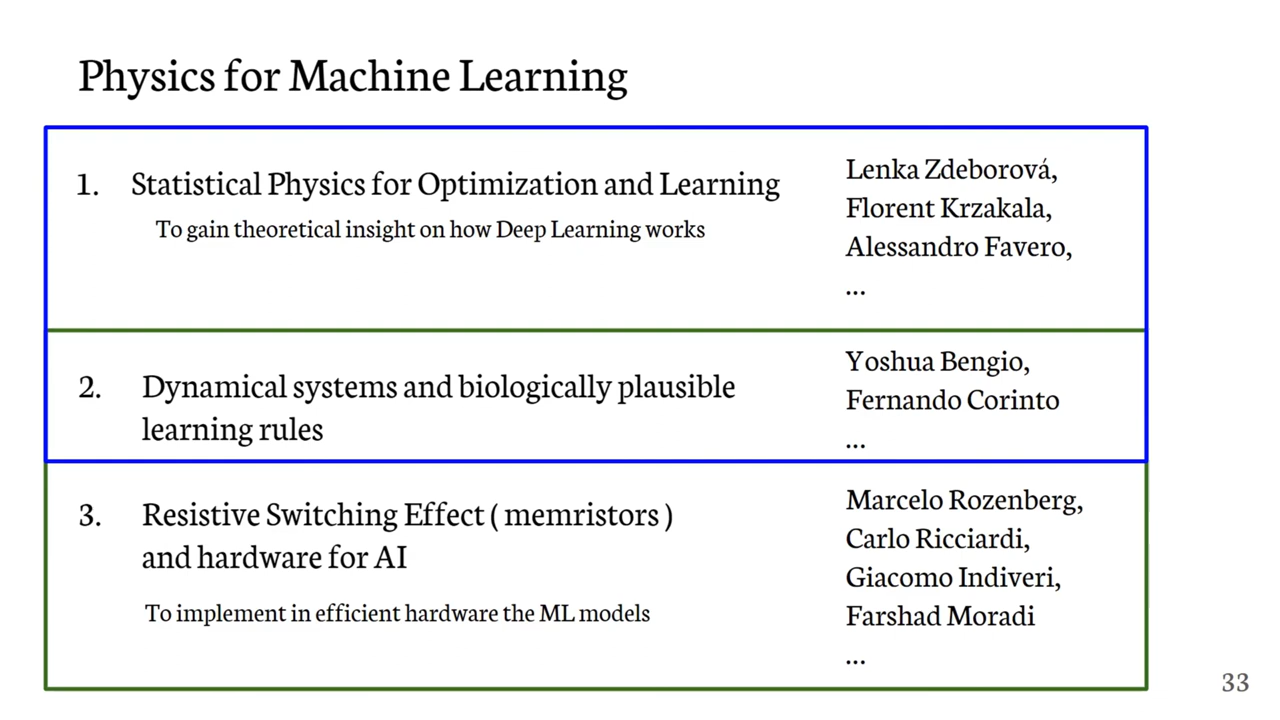 Physics for Machine Learning
1. Statistical Physics for Optimization and Learning
To gain theoretical insight on how Deep Learning works
Lenka Zdeborová,
Florent Krzakala,
Alessandro Favero,
...
2. Dynamical systems and biologically plausible
learning rules
Yoshua Bengio,
Fernando Corinto
...
3. Resistive Switching Effect ( memristors )
and hardware for AI
To implement in efficient hardware the ML models
Marcelo Rozenberg,
Carlo Ricciardi,
Giacomo Indiveri,
Farshad Moradi
...
33